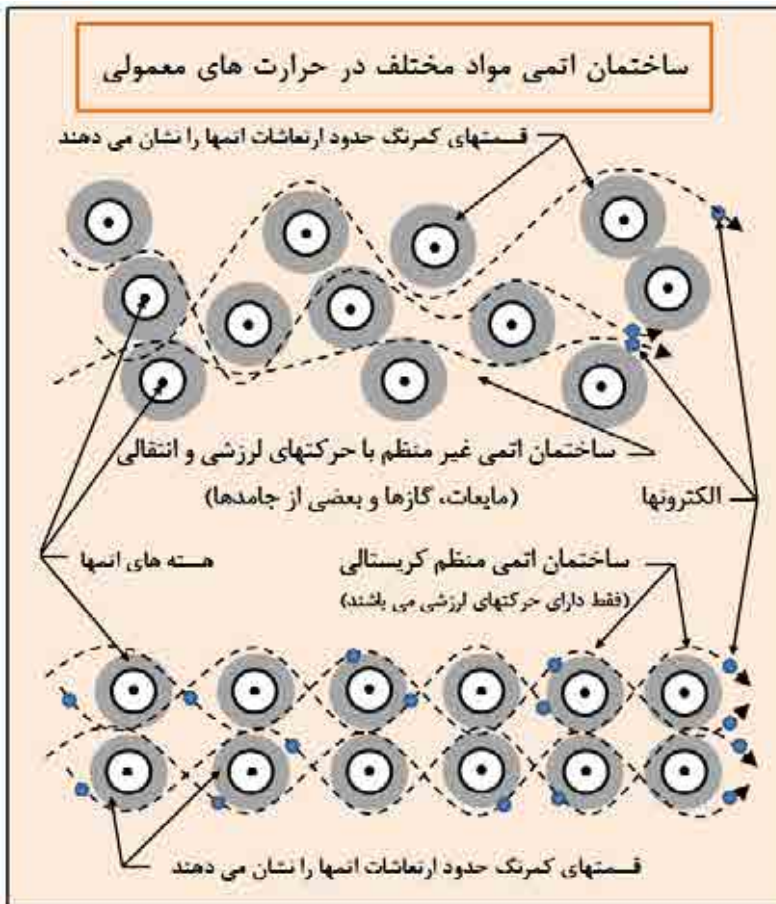 ساختمان اتمی مواد مختلف در حرارت های معمولی
قسمتهای کمرنگ حدود ارتعاشات اتمها را نشان می دهند
ساختمان اتمی غیر منظم با حرکتهای لرزشی و انتقالی
(مایعات، گازها و بعضی از جامدها)
الکترونها
هسته های اتمها
ساختمان اتمی منظم کریستالی
(فقط دارای حرکتهای لرزشی می باشند)
قسمتهای کمرنگ حدود ارتعاشات اتمها را نشان می دهند